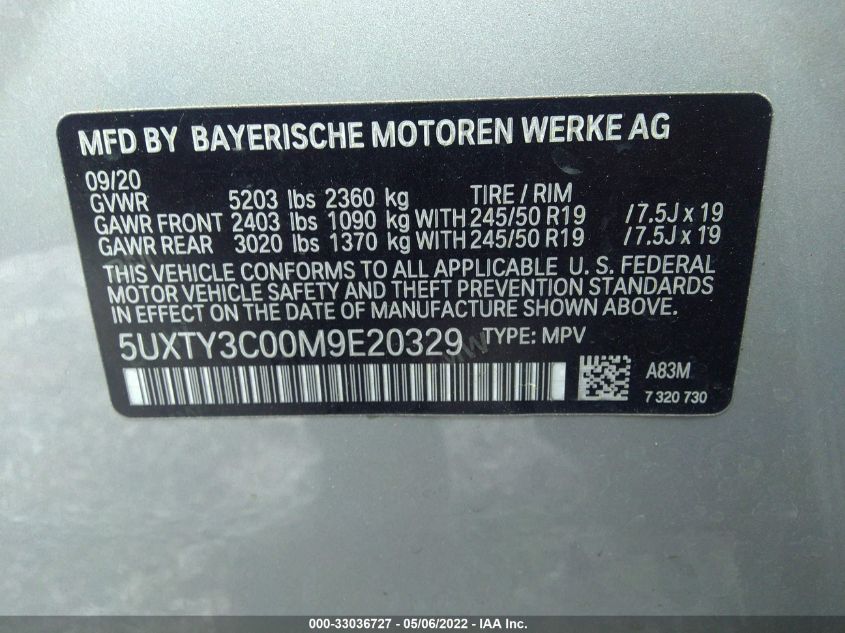 MFD BY BAYERISCHE MOTOREN WERKE AG
09/20
GVWR 5203 lbs 2360 kg TIRE / RIM
GAWR FRONT 2403 lbs 1090 kg WITH 245/50 R19 / 7.5J x 19
GAWR REAR 3020 lbs 1370 kg WITH 245/50 R19 / 7.5J x 19
THIS VEHICLE CONFORMS TO ALL APPLICABLE U. S. FEDERAL
MOTOR VEHICLE SAFETY AND THEFT PREVENTION STANDARDS
IN EFFECT ON THE DATE OF MANUFACTURE SHOWN ABOVE.
5UXTY3C00M9E20329 TYPE: MPV
A83M
7 320 730
000-33036727 - 05/06/2022 - IAA Inc.